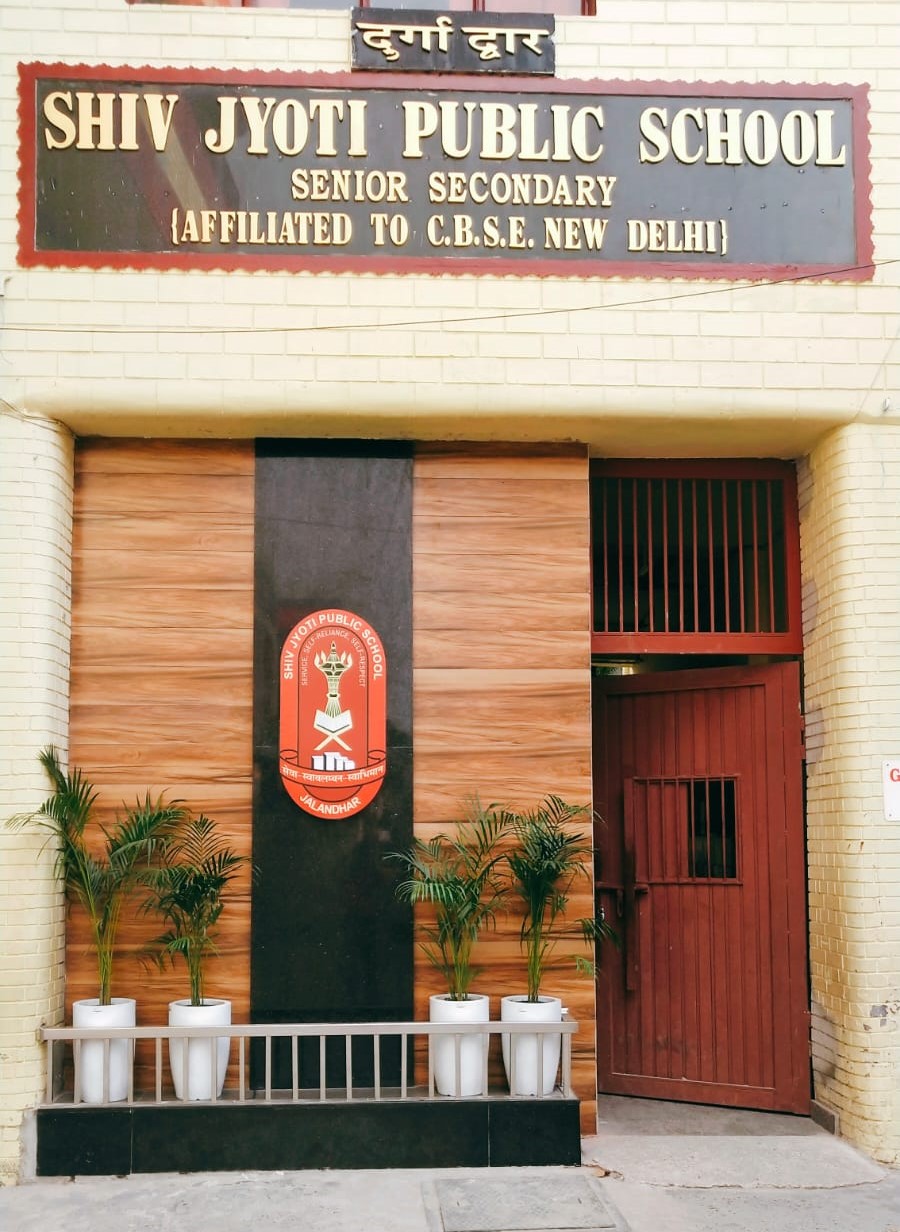 दुर्गा द्वार
SHIV JYOTI PUBLIC SCHOOL
SENIOR SECONDARY
{AFFILIATED TO C.B.S.E. NEW DELHI}
SHIV JYOTI PUBLIC SCHOOL
SERVICE SELF-RELIANCE SELF-RESPECT
सेवा-स्वावलम्बन-स्वाभिमान
JALANDHAR
G